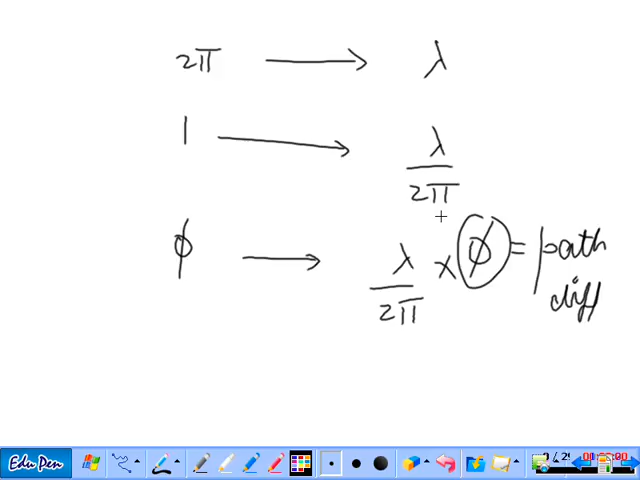 2π → λ
1 → λ/2π
ϕ → λ/2π × ϕ = path
diff
Edu Pen